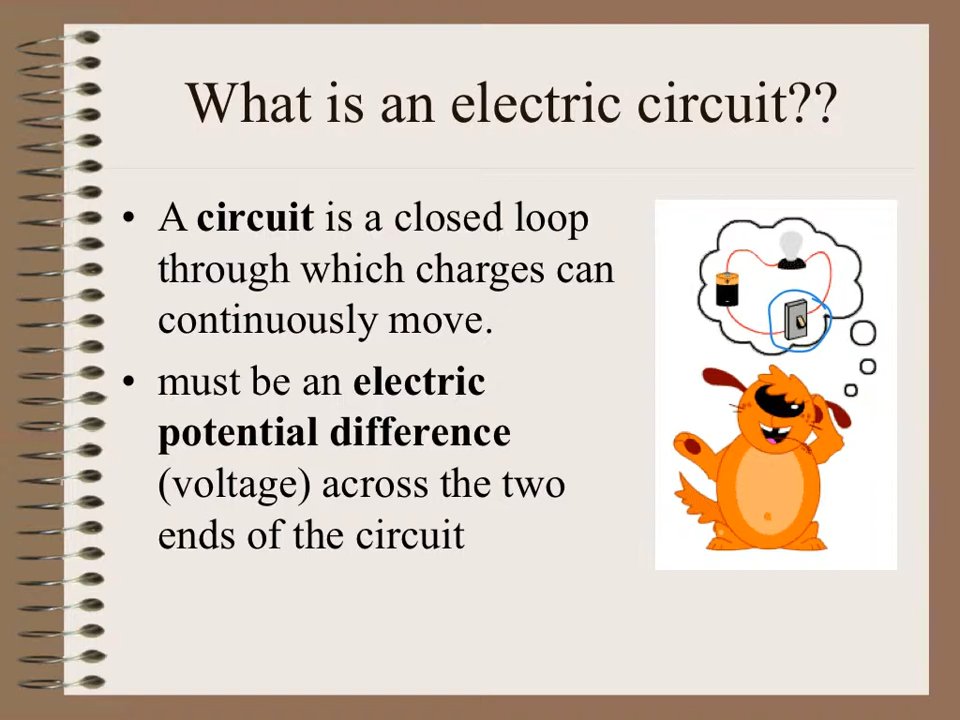 What is an electric circuit??
• A circuit is a closed loop
through which charges can
continuously move.
• must be an electric
potential difference
(voltage) across the two
ends of the circuit